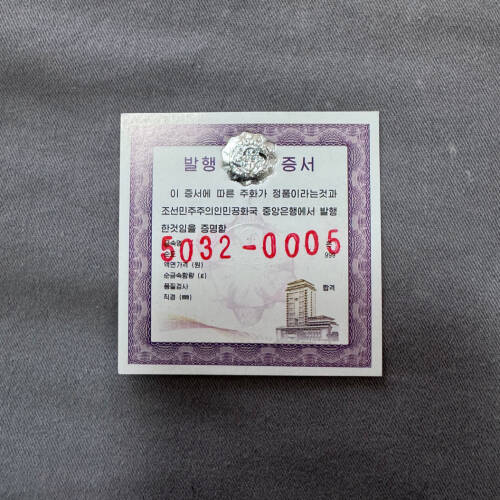 발행 증서
이 증서에 따른 주화가 정품이라는것과
조선민주주의인민공화국 중앙은행에서 발행
한것임을 증명함
5032-0005
999
액면가격 (원)
순금속함량 (g)
품질검사 합격
직경 (mm)